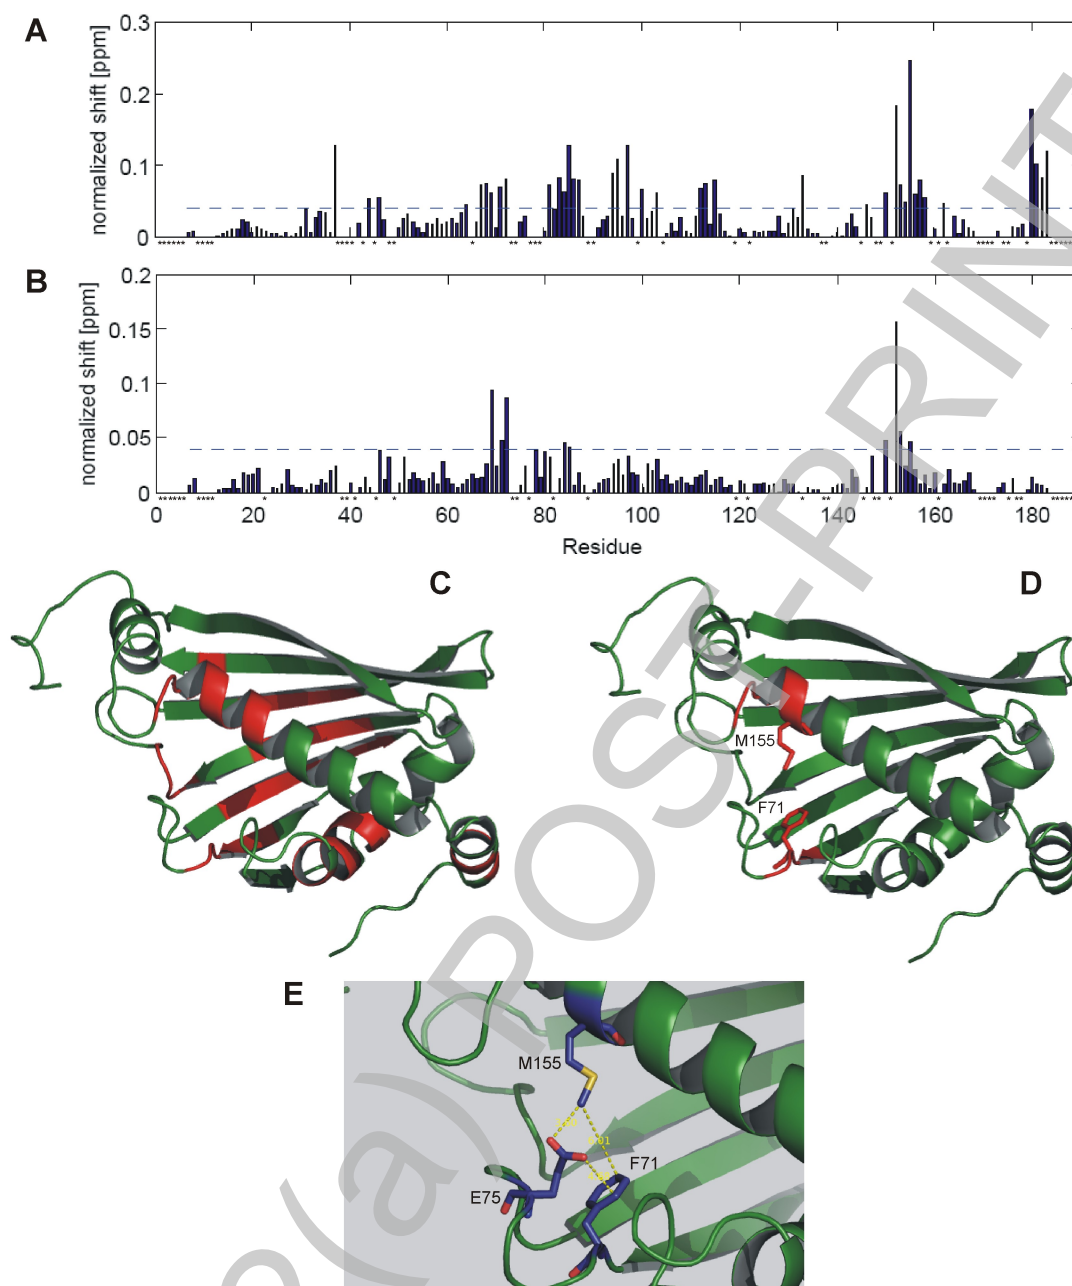 A
normalized shift [ppm]
0.3
0.2
0.1
0
B
normalized shift [ppm]
0.2
0.15
0.1
0.05
0
0 20 40 60 80 100 120 140 160 180
Residue
C
D
M155
F71
E
M155
F71
E75
(a) POST-PRINT